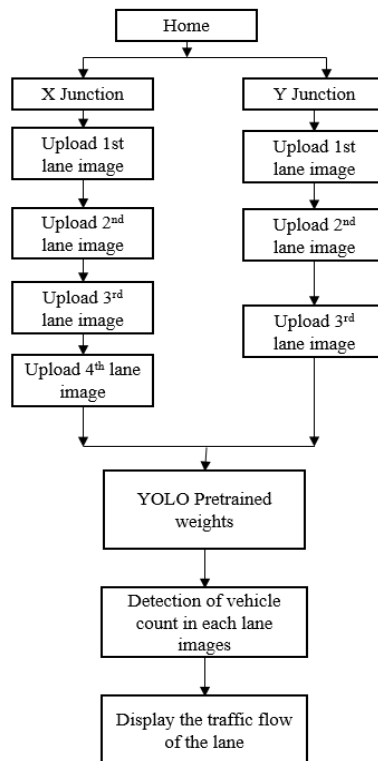 Home
X Junction
Y Junction
Upload 1st
lane image
Upload 1st
lane image
Upload 2nd
lane image
Upload 2nd
lane image
Upload 3rd
lane image
Upload 3rd
lane image
Upload 4th lane
image
YOLO Pretrained
weights
Detection of vehicle
count in each lane
images
Display the traffic flow
of the lane